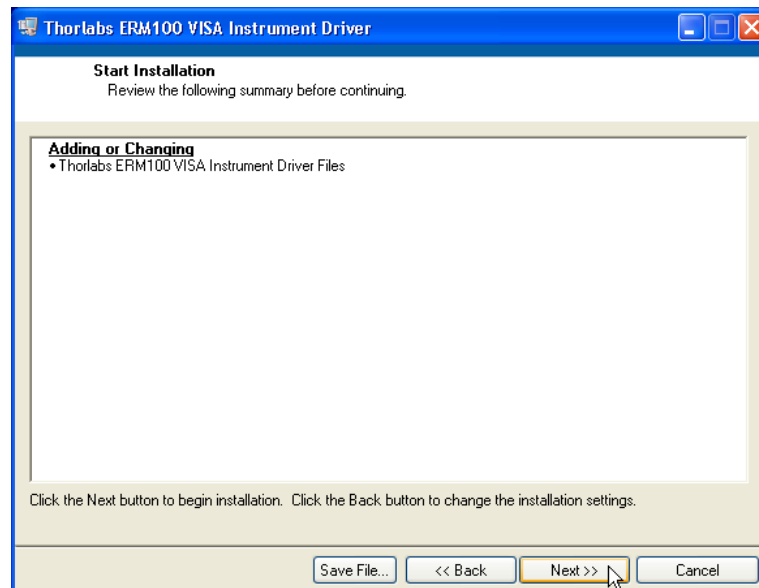 Thorlabs ERM100 VISA Instrument Driver
Start Installation
Review the following summary before continuing.
Adding or Changing
• Thorlabs ERM100 VISA Instrument Driver Files
Click the Next button to begin installation.  Click the Back button to change the installation settings.
Save File... << Back Next >> Cancel